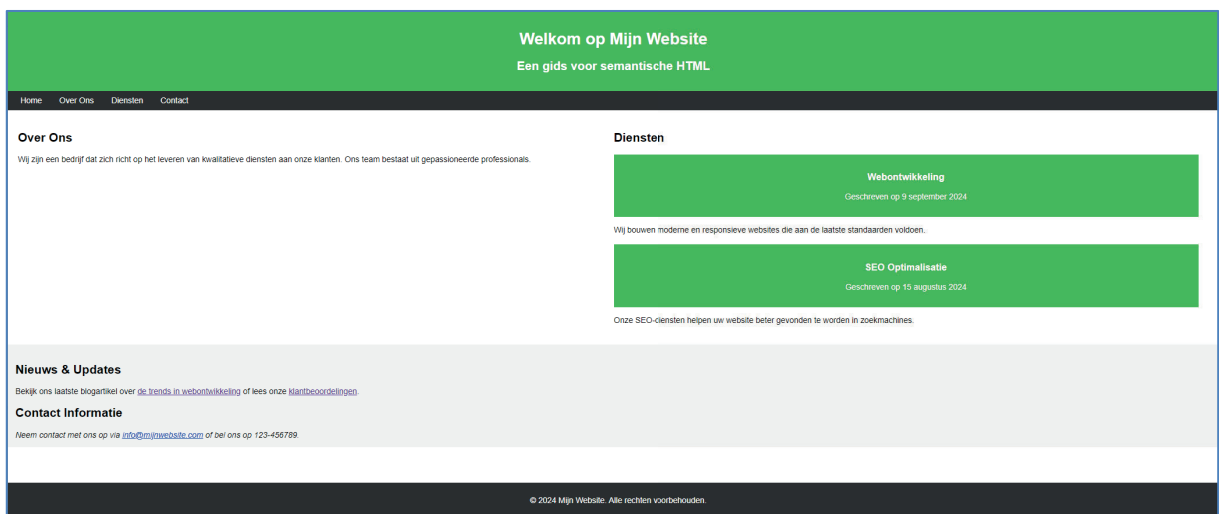 Welkom op Mijn Website
Een gids voor semantische HTML
Home Over Ons Diensten Contact
Over Ons
Wij zijn een bedrijf dat zich richt op het leveren van kwalitatieve diensten aan onze klanten. Ons team bestaat uit gepassioneerde professionals.
Diensten
Webontwikkeling
Geschreven op 9 september 2024
Wij bouwen moderne en responsieve websites die aan de laatste standaarden voldoen.
SEO Optimalisatie
Geschreven op 15 augustus 2024
Onze SEO-diensten helpen uw website beter gevonden te worden in zoekmachines.
Nieuws & Updates
Bekijk ons laatste blogartikel over de trends in webontwikkeling of lees onze klantbeoordelingen.
Contact Informatie
Neem contact met ons op via info@mijnwebsite.com of bel ons op 123-456789.
© 2024 Mijn Website. Alle rechten voorbehouden.